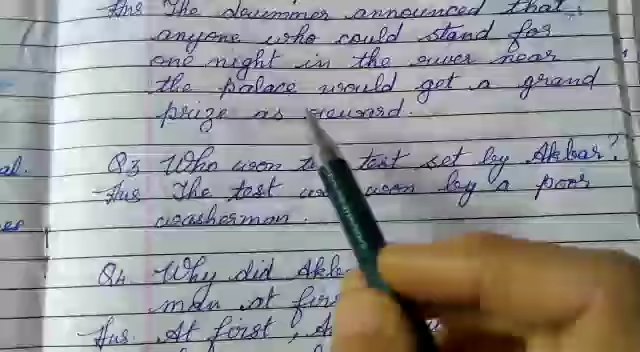 Ans The drummer announced that,
anyone who could stand for
one night in the river near
the palace would get a grand
prize as reward.
al.
Q3 Who won the test set by Akbar?
Ans The test was won by a poor
washerman.
Q4. Why did
man at
Ans. At first,